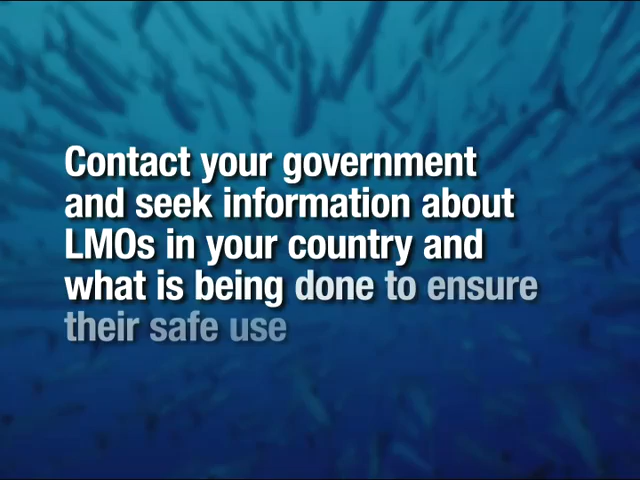 Contact your government
and seek information about
LMOs in your country and
what is being done to ensure
their safe use